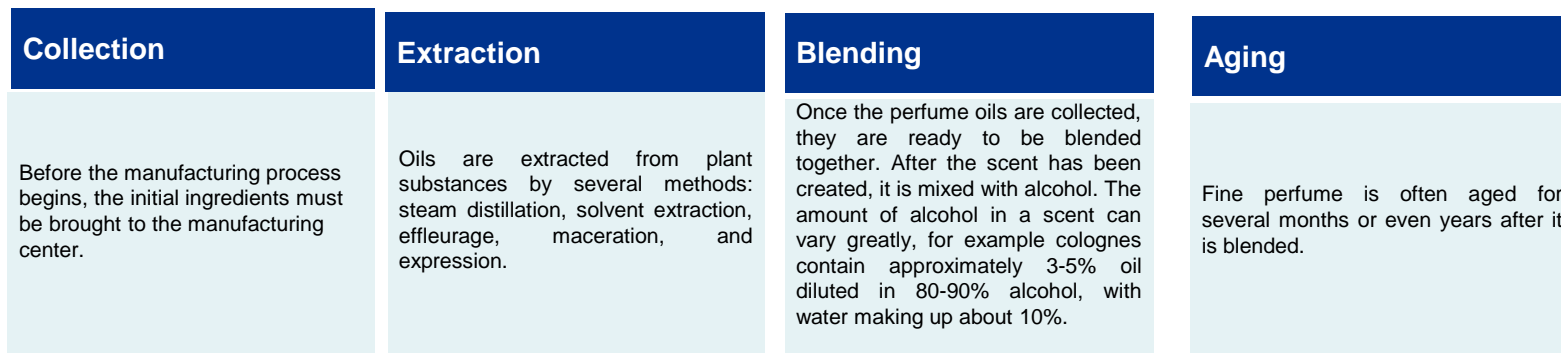 Collection
Before the manufacturing process
begins, the initial ingredients must
be brought to the manufacturing
center.
Extraction
Oils are extracted from plant
substances by several methods:
steam distillation, solvent extraction,
effleurage, maceration, and
expression.
Blending
Once the perfume oils are collected,
they are ready to be blended
together. After the scent has been
created, it is mixed with alcohol. The
amount of alcohol in a scent can
vary greatly, for example colognes
contain approximately 3-5% oil
diluted in 80-90% alcohol, with
water making up about 10%.
Aging
Fine perfume is often aged for
several months or even years after it
is blended.